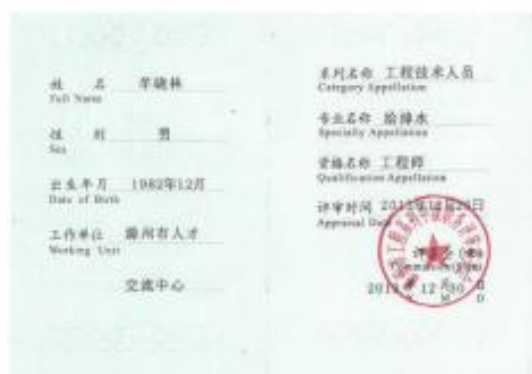 姓 名 牟晓林
Full Name
性 别 男
Sex
出生年月 1982年12月
Date of Birth
工作单位 滁州市人才
Working Unit
交流中心
系列名称 工程技术人员
Category Appellation
专业名称 给排水
Specialty Appellation
资格名称 工程师
Qualification Appellation
评审时间
Appraisal Date
12 30